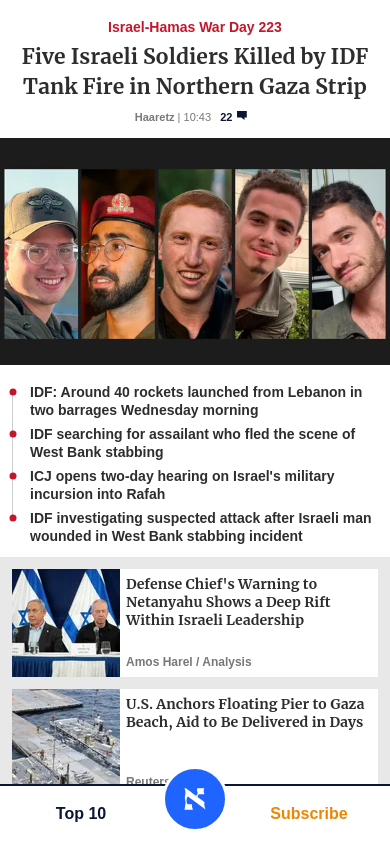 Israel-Hamas War Day 223
Five Israeli Soldiers Killed by IDF
Tank Fire in Northern Gaza Strip
Haaretz | 10:43 22
IDF: Around 40 rockets launched from Lebanon in
two barrages Wednesday morning
IDF searching for assailant who fled the scene of
West Bank stabbing
ICJ opens two-day hearing on Israel's military
incursion into Rafah
IDF investigating suspected attack after Israeli man
wounded in West Bank stabbing incident
Defense Chief's Warning to
Netanyahu Shows a Deep Rift
Within Israeli Leadership
Amos Harel / Analysis
U.S. Anchors Floating Pier to Gaza
Beach, Aid to Be Delivered in Days
Reuters
Top 10
Subscribe